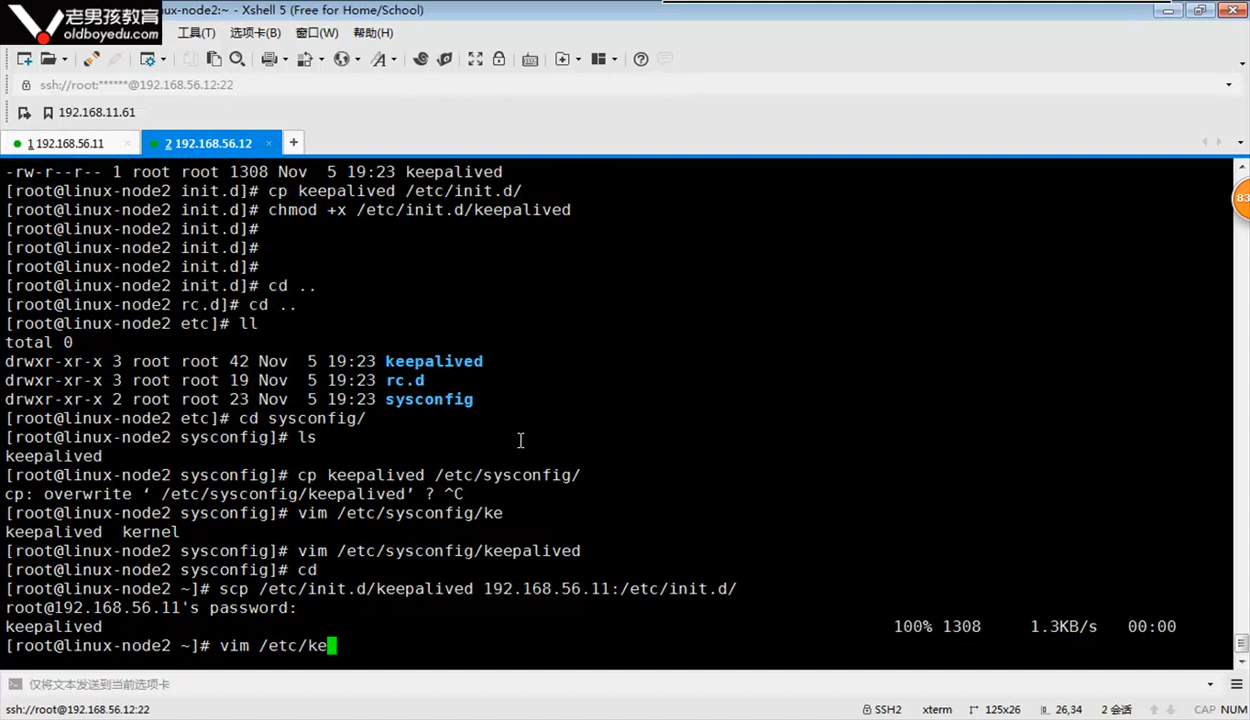 老男孩教育
oldboyedu.com
nux-node2:~ - Xshell 5 (Free for Home/School)
工具(T) 选项卡(B) 窗口(W) 帮助(H)
ssh://root:******@192.168.56.12:22
192.168.11.61
1 192.168.56.11 × 2 192.168.56.12 × +
-rw-r--r-- 1 root root 1308 Nov  5 19:23 keepalived
[root@linux-node2 init.d]# cp keepalived /etc/init.d/
[root@linux-node2 init.d]# chmod +x /etc/init.d/keepalived
[root@linux-node2 init.d]#
[root@linux-node2 init.d]#
[root@linux-node2 init.d]#
[root@linux-node2 init.d]# cd ..
[root@linux-node2 rc.d]# cd ..
[root@linux-node2 etc]# ll
total 0
drwxr-xr-x 3 root root 42 Nov  5 19:23 keepalived
drwxr-xr-x 3 root root 19 Nov  5 19:23 rc.d
drwxr-xr-x 2 root root 23 Nov  5 19:23 sysconfig
[root@linux-node2 etc]# cd sysconfig/
[root@linux-node2 sysconfig]# ls
keepalived
[root@linux-node2 sysconfig]# cp keepalived /etc/sysconfig/
cp: overwrite ‘ /etc/sysconfig/keepalived’ ? ^C
[root@linux-node2 sysconfig]# vim /etc/sysconfig/ke
keepalived  kernel
[root@linux-node2 sysconfig]# vim /etc/sysconfig/keepalived
[root@linux-node2 sysconfig]# cd
[root@linux-node2 ~]# scp /etc/init.d/keepalived 192.168.56.11:/etc/init.d/
root@192.168.56.11's password:
keepalived 100% 1308 1.3KB/s 00:00
[root@linux-node2 ~]# vim /etc/ke
83
仅将文本发送到当前选项卡
ssh://root@192.168.56.12:22 SSH2 xterm 125x26 26,34 2 会话 CAP NUM